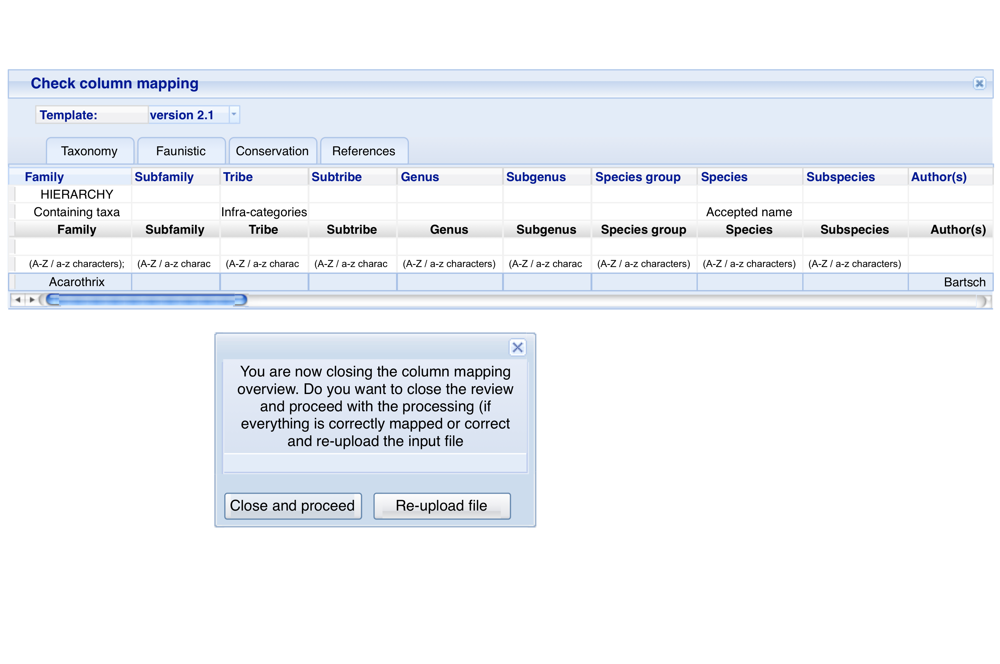 Check column mapping
Template: version 2.1
Taxonomy Faunistic Conservation References
Family Subfamily Tribe Subtribe Genus Subgenus Species group Species Subspecies Author(s)
HIERARCHY
Containing taxa Infra-categories Accepted name
Family Subfamily Tribe Subtribe Genus Subgenus Species group Species Subspecies Author(s)
(A-Z / a-z characters); (A-Z / a-z charac (A-Z / a-z charac (A-Z / a-z charac (A-Z / a-z characters) (A-Z / a-z charac (A-Z / a-z characters) (A-Z / a-z characters) (A-Z / a-z characters)
Acarothrix Bartsch
You are now closing the column mapping
overview. Do you want to close the review
and proceed with the processing (if
everything is correctly mapped or correct
and re-upload the input file
Close and proceed Re-upload file